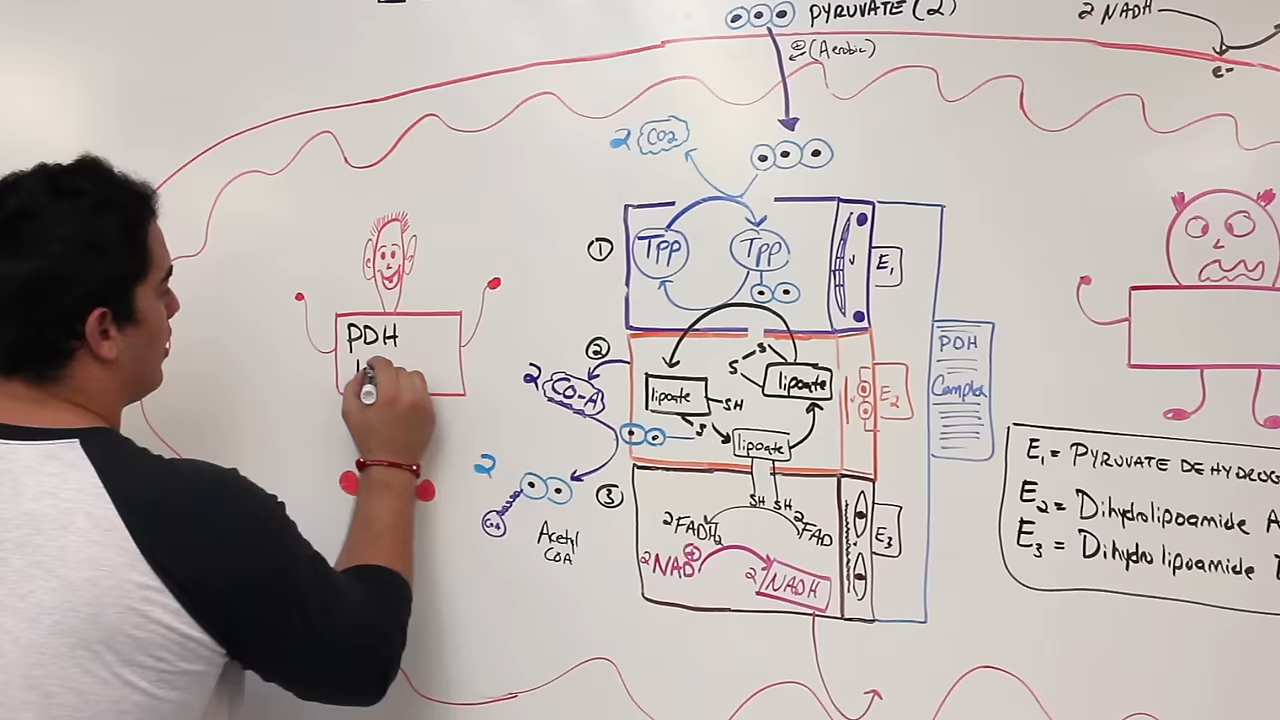 PYRUVATE (2)
2 NADH
⊕ (Aerobic)
e-
2 CO2
1
TPP
TPP
E1
PDH
2
2 CO-A
S
S
lipoate
lipoate
SH
S
lipoate
E2
PDH
Complex
E1 = PYRUVATE DEHYDROG
E2 = Dihydrolipoamide A
E3 = Dihydrolipoamide T
2
CoA
Acetyl
COA
3
SH SH
2FADH2
2FAD
2NAD+
2 NADH
E3